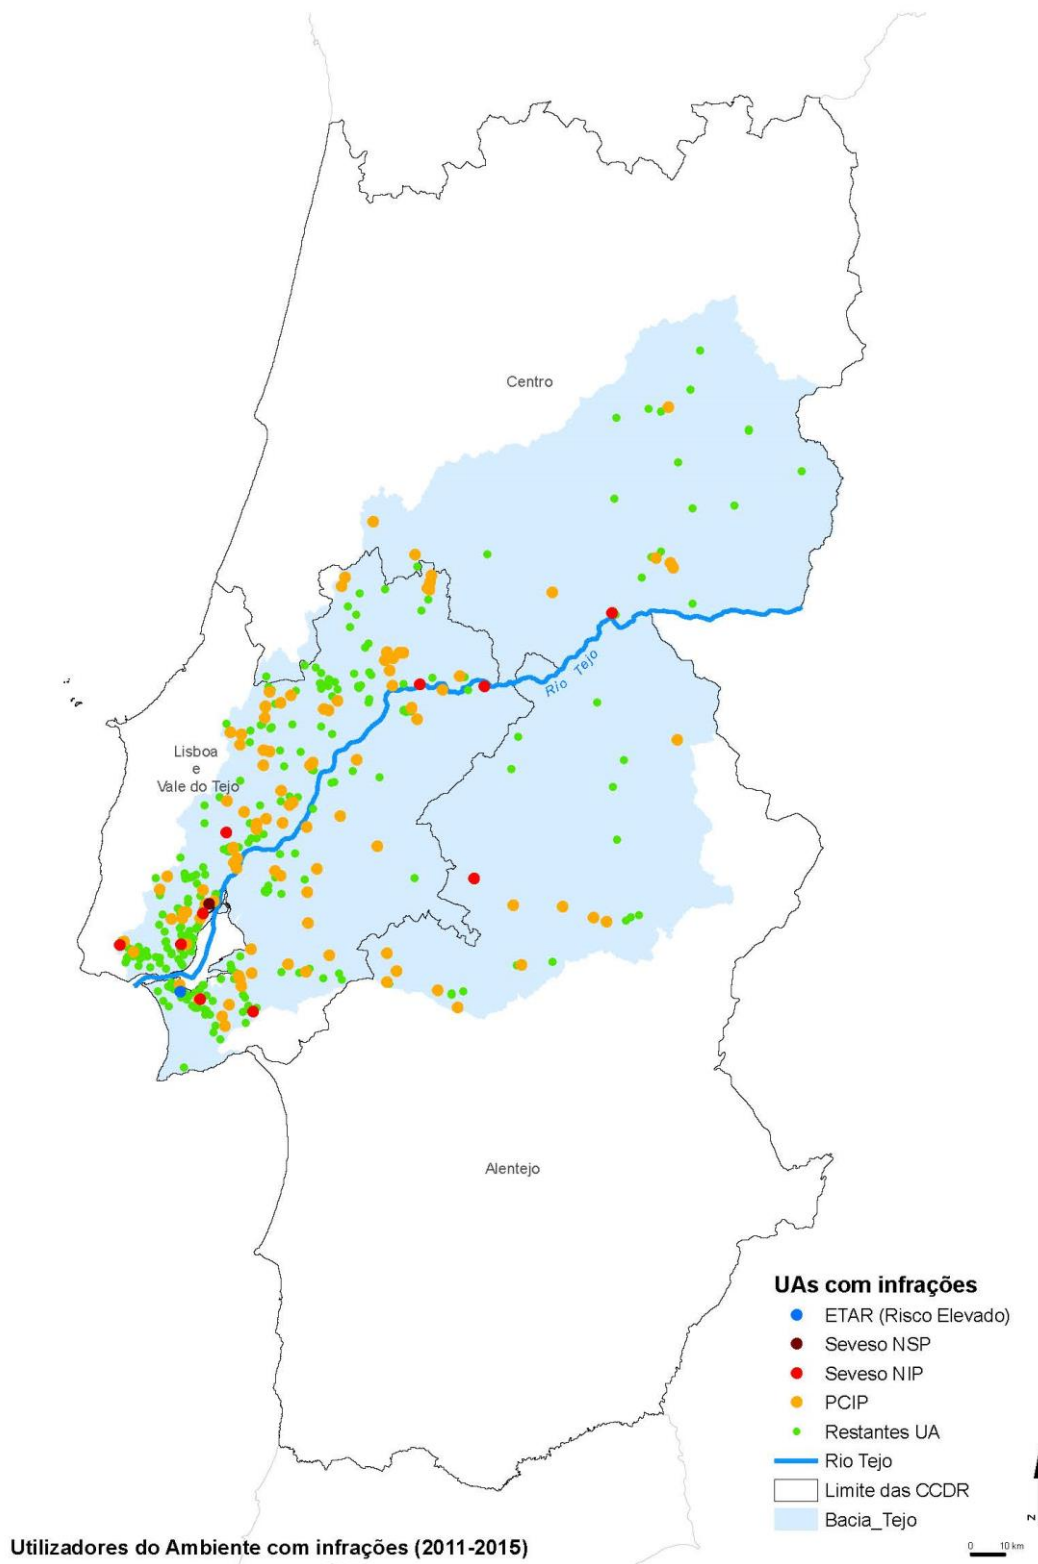 Centro
Rio Tejo
Lisboa
e
Vale do Tejo
Alentejo
UAs com infrações
ETAR (Risco Elevado)
Seveso NSP
Seveso NIP
PCIP
Restantes UA
Rio Tejo
Limite das CCDR
Bacia_Tejo
N
0 10 km
Utilizadores do Ambiente com infrações (2011-2015)